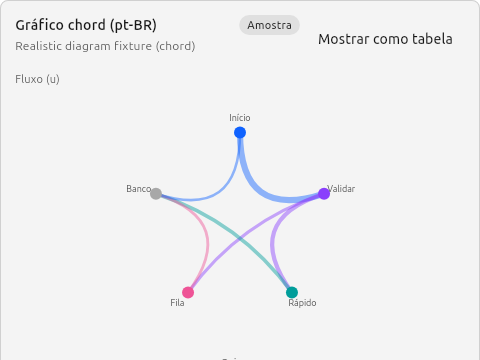 Gráfico chord (pt-BR)
Amostra
Realistic diagram fixture (chord)
Mostrar como tabela
Fluxo (u)
Início
Banco
Validar
Fila
Rápido